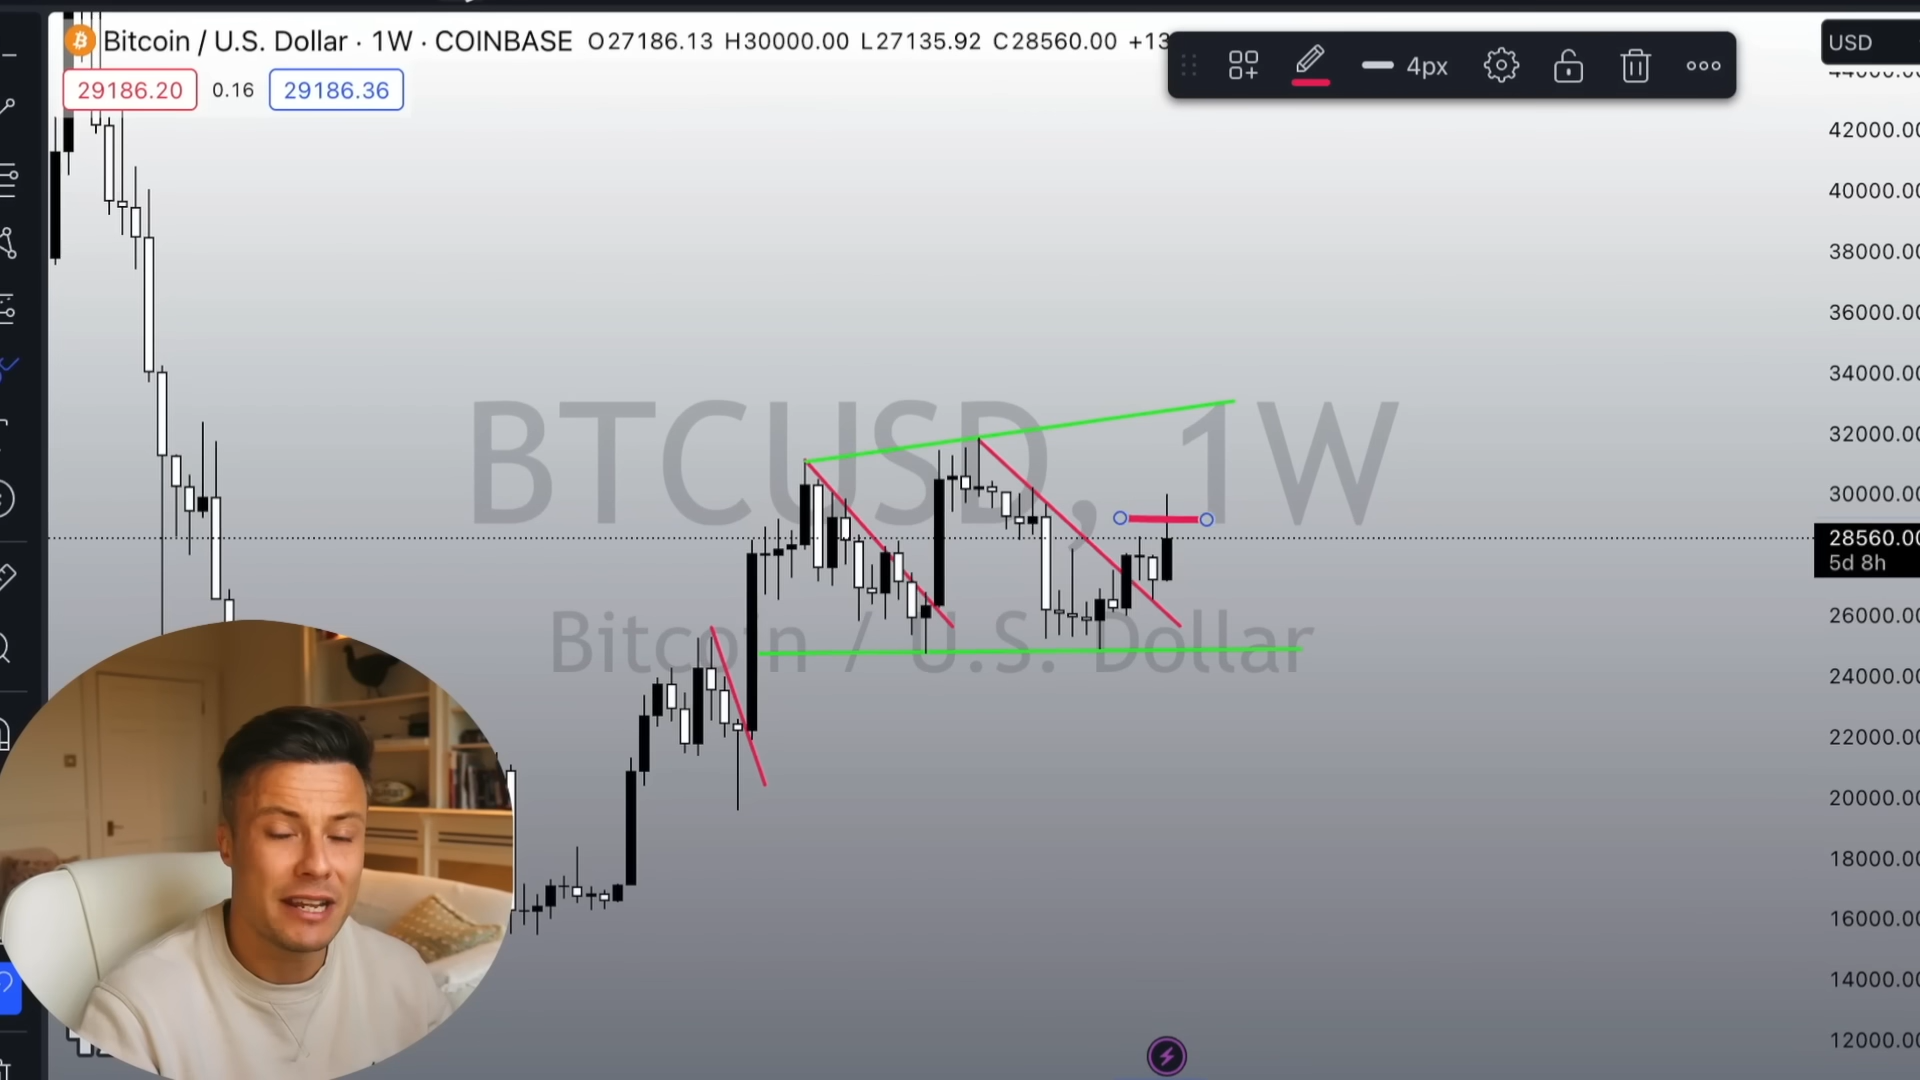 Bitcoin / U.S. Dollar · 1W · COINBASE O27186.13 H30000.00 L27135.92 C28560.00 +13
4px
USD
29186.20 0.16 29186.36
42000.00
40000.00
38000.00
36000.00
34000.00
BTCUSD, 1W
32000.00
30000.00
28560.00
5d 8h
Bitcoin / U.S. Dollar
26000.00
24000.00
22000.00
20000.00
18000.00
16000.00
14000.00
12000.00